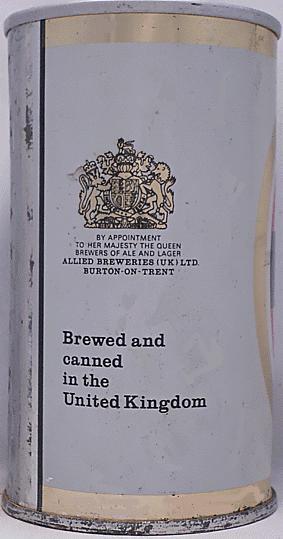 BY APPOINTMENT
TO HER MAJESTY THE QUEEN
BREWERS OF ALE AND LAGER
ALLIED BREWERIES (UK) LTD.
BURTON-ON-TRENT
Brewed and
canned
in the
United Kingdom